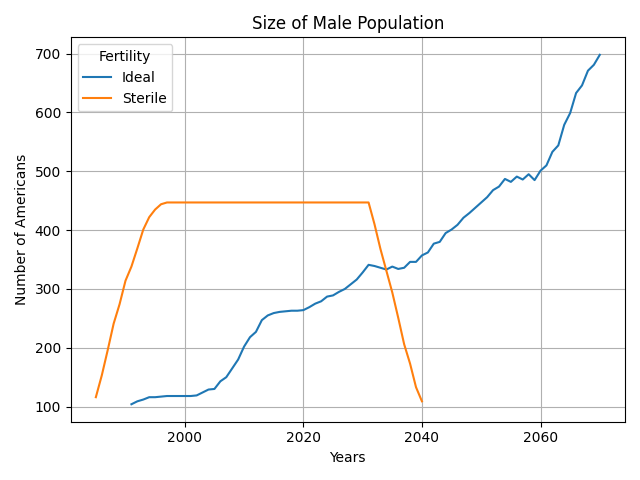 Size of Male Population
Fertility
Ideal
Sterile
Number of Americans
700
600
500
400
300
200
100
2000
2020
2040
2060
Years